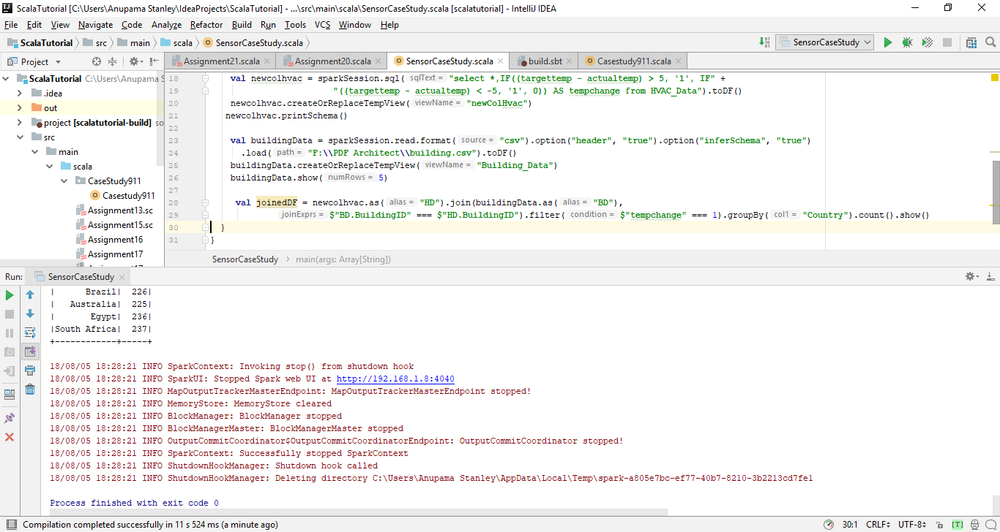 ScalaTutorial [C:\Users\Anupama Stanley\IdeaProjects\ScalaTutorial] - ...\src\main\scala\SensorCaseStudy.scala [scalatutorial] - IntelliJ IDEA
File Edit View Navigate Code Analyze Refactor Build Run Tools VCS Window Help
ScalaTutorial src main scala SensorCaseStudy.scala SensorCaseStudy
Project Assignment21.scala Assignment20.scala SensorCaseStudy.scala build.sbt Casestudy911.scala
ScalaTutorial C:\Users\Anupama S
.idea
out
project [scalatutorial-build] so
src
main
scala
CaseStudy911
Casestudy911
Assignment13.sc
Assignment15.sc
Assignment16
Assignment17
18 val newcolhvac = sparkSession.sql( sqlText = "select *,IF((targettemp - actualtemp) > 5, '1', IF" +
19 "((targettemp - actualtemp) < -5, '1', 0)) AS tempchange from HVAC_Data").toDF()
20 newcolhvac.createOrReplaceTempView( viewName = "newColHvac")
21 newcolhvac.printSchema()
22
23 val buildingData = sparkSession.read.format( source = "csv").option("header", "true").option("inferSchema", "true")
24 .load( path = "F:\\PDF Architect\\building.csv").toDF()
25 buildingData.createOrReplaceTempView( viewName = "Building_Data")
26 buildingData.show( numRows = 5)
27
28 val joinedDF = newcolhvac.as( alias = "HD").join(buildingData.as( alias = "BD"),
29 joinExprs = $"BD.BuildingID" === $"HD.BuildingID").filter( condition = $"tempchange" === 1).groupBy( col1 = "Country").count().show()
30 }
31 }
SensorCaseStudy main(args: Array[String])
Run: SensorCaseStudy
| Brazil| 226|
| Australia| 225|
| Egypt| 236|
|South Africa| 237|
+------------+-----+
18/08/05 18:28:21 INFO SparkContext: Invoking stop() from shutdown hook
18/08/05 18:28:21 INFO SparkUI: Stopped Spark web UI at http://192.168.1.8:4040
18/08/05 18:28:21 INFO MapOutputTrackerMasterEndpoint: MapOutputTrackerMasterEndpoint stopped!
18/08/05 18:28:21 INFO MemoryStore: MemoryStore cleared
18/08/05 18:28:21 INFO BlockManager: BlockManager stopped
18/08/05 18:28:21 INFO BlockManagerMaster: BlockManagerMaster stopped
18/08/05 18:28:21 INFO OutputCommitCoordinator$OutputCommitCoordinatorEndpoint: OutputCommitCoordinator stopped!
18/08/05 18:28:21 INFO SparkContext: Successfully stopped SparkContext
18/08/05 18:28:21 INFO ShutdownHookManager: Shutdown hook called
18/08/05 18:28:21 INFO ShutdownHookManager: Deleting directory C:\Users\Anupama Stanley\AppData\Local\Temp\spark-a805e7bc-ef77-40b7-8210-3b2213cd7fe1
Process finished with exit code 0
Compilation completed successfully in 11 s 524 ms (a minute ago) 30:1 CRLF UTF-8 [T]